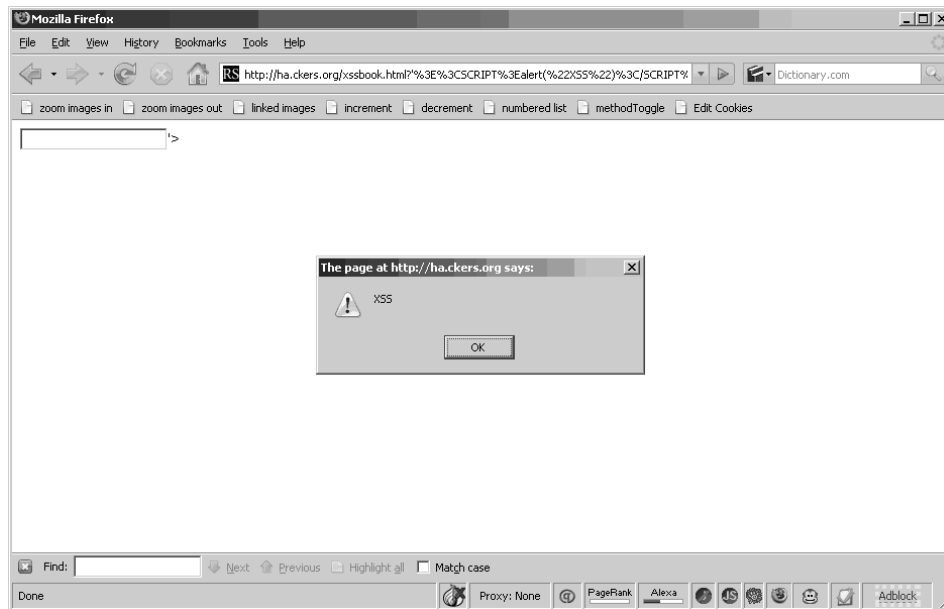 Mozilla Firefox
File Edit View History Bookmarks Tools Help
RS http://ha.ckers.org/xssbook.html?'%3E%3CSCRIPT%3Ealert(%22XSS%22)%3C/SCRIPT% Dictionary.com
zoom images in zoom images out linked images increment decrement numbered list methodToggle Edit Cookies
'>
The page at http://ha.ckers.org says:
XSS
OK
Find: Next Previous Highlight all Match case
Done Proxy: None PageRank Alexa JS Adblock